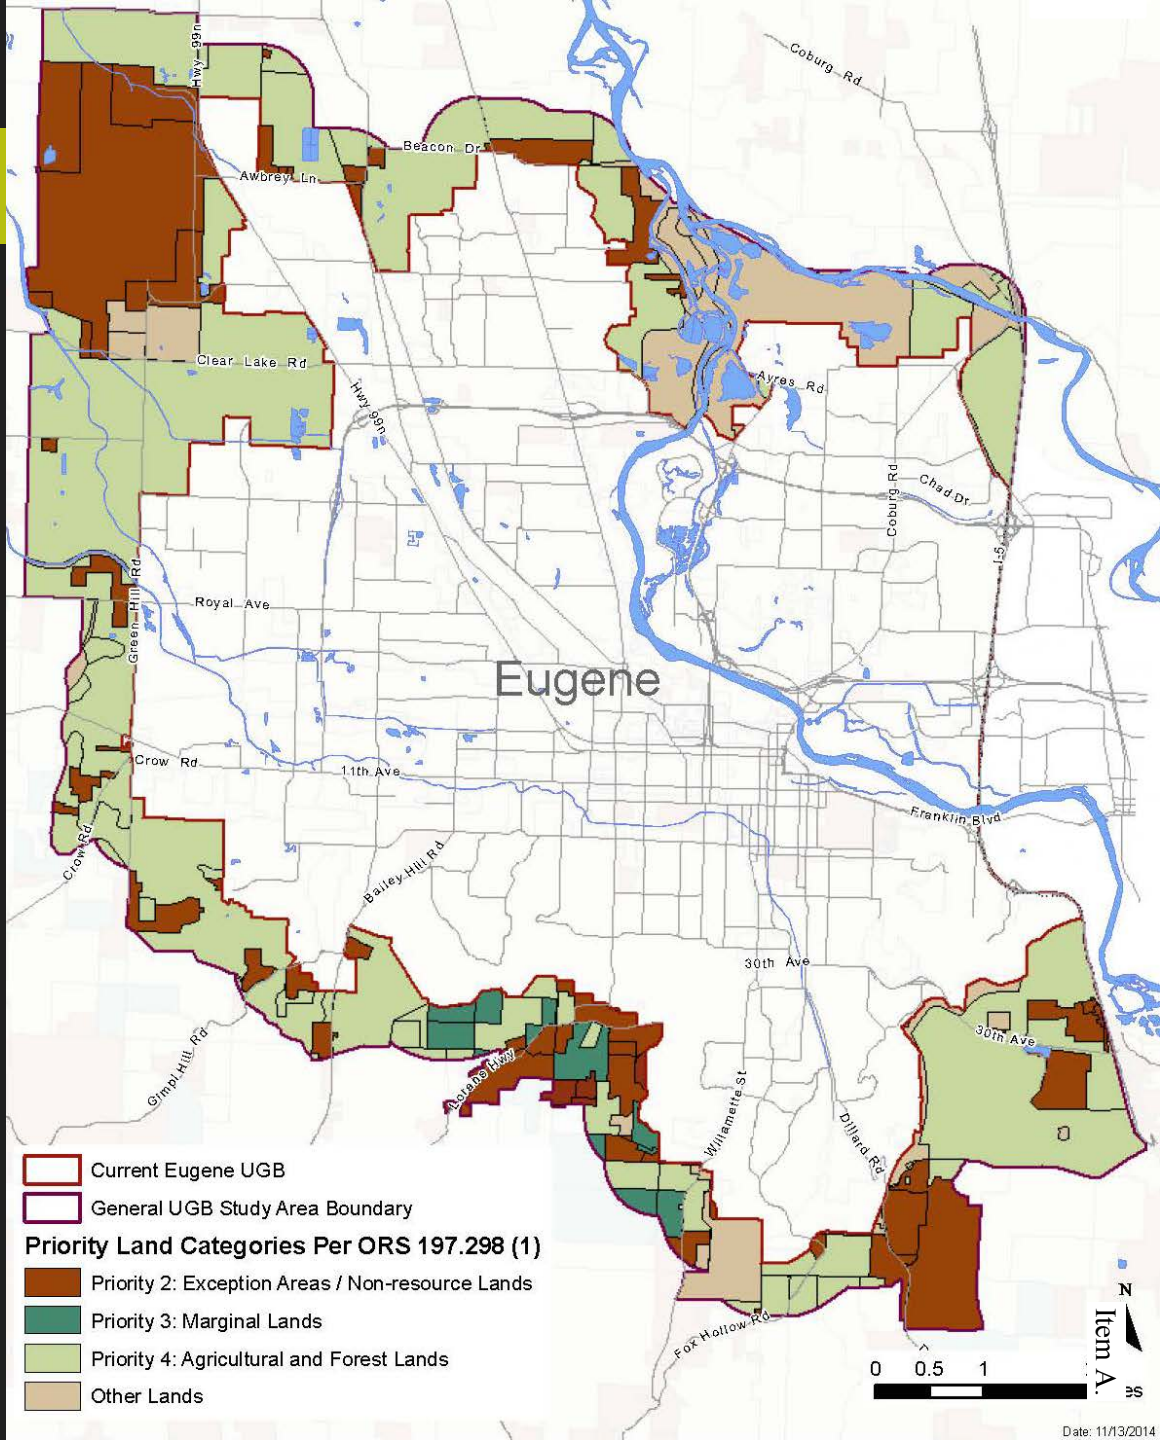 Hwy 99n
Coburg Rd
Beacon Dr
Awbrey Ln
Clear Lake Rd
Ayres Rd
Hwy 99n
Coburg Rd
Chad Dr
I-5
Green Hill Rd
Royal Ave
Eugene
Crow Rd
11th Ave
Franklin Blvd
Crow Rd
Bailey Hill Rd
30th Ave
30th Ave
Gimpl Hill Rd
Lorane Hwy
Willamette St
Dillard Rd
Fox Hollow Rd
Current Eugene UGB
General UGB Study Area Boundary
Priority Land Categories Per ORS 197.298 (1)
Priority 2: Exception Areas / Non-resource Lands
Priority 3: Marginal Lands
Priority 4: Agricultural and Forest Lands
Other Lands
N
Item A.
0 0.5 1
es
Date: 11/13/2014